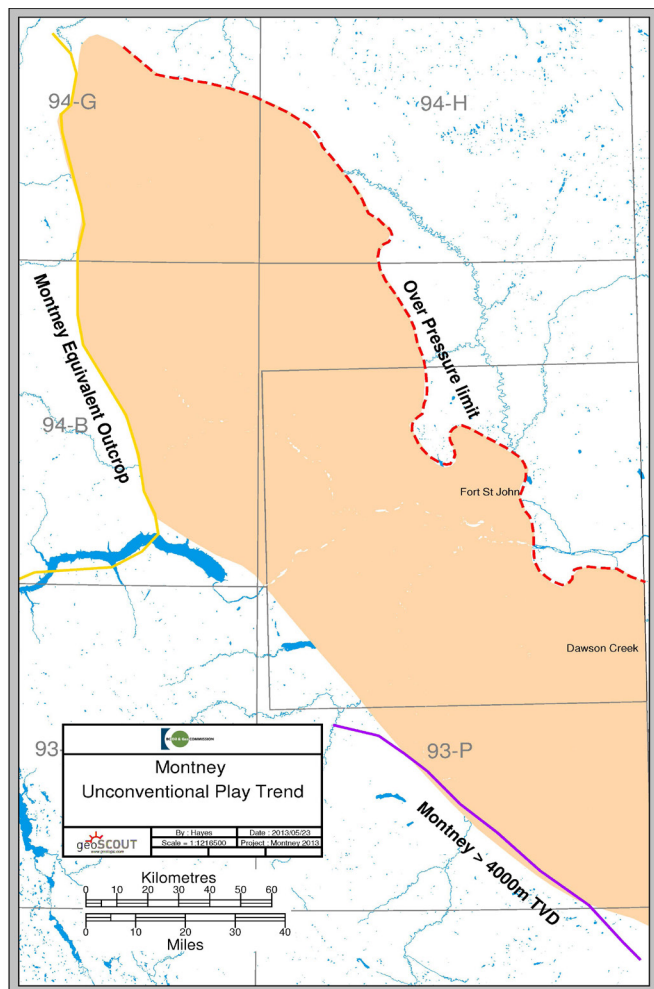 94-G
94-H
Montney Equivalent Outcrop
Over Pressure limit
94-B
Fort St John
Dawson Creek
93-
93-P
COMMISSION
Montney
Unconventional Play Trend
geoSCOUT
By : Hayes
Date : 2013/05/23
Scale = 1:1216500
Project : Montney 2013
Montney > 4000m TVD
Kilometres
0 10 20 30 40 50 60
0 10 20 30 40
Miles